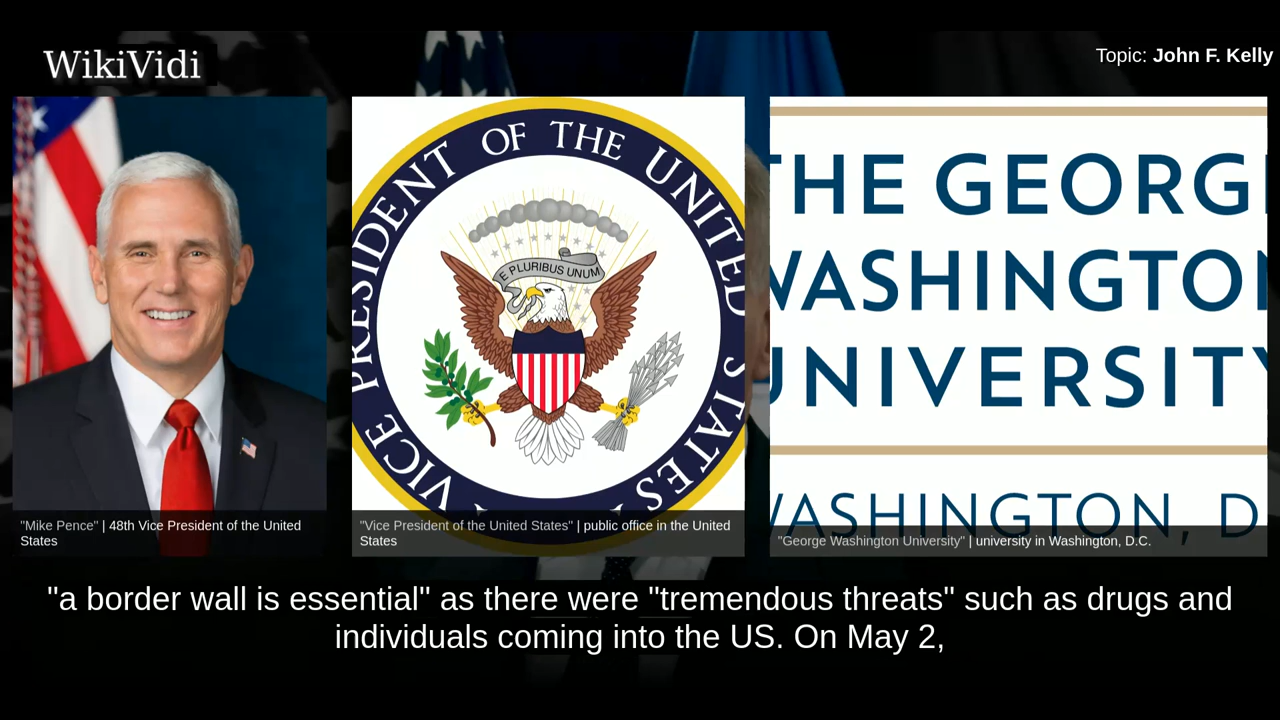 WikiVidi
Topic: John F. Kelly
VICE PRESIDENT OF THE UNITED STATES
E PLURIBUS UNUM
THE GEORG
WASHINGTON
UNIVERSITY
WASHINGTON, D
"Mike Pence" | 48th Vice President of the United
States
"Vice President of the United States" | public office in the United
States
"George Washington University" | university in Washington, D.C.
"a border wall is essential" as there were "tremendous threats" such as drugs and
individuals coming into the US. On May 2,